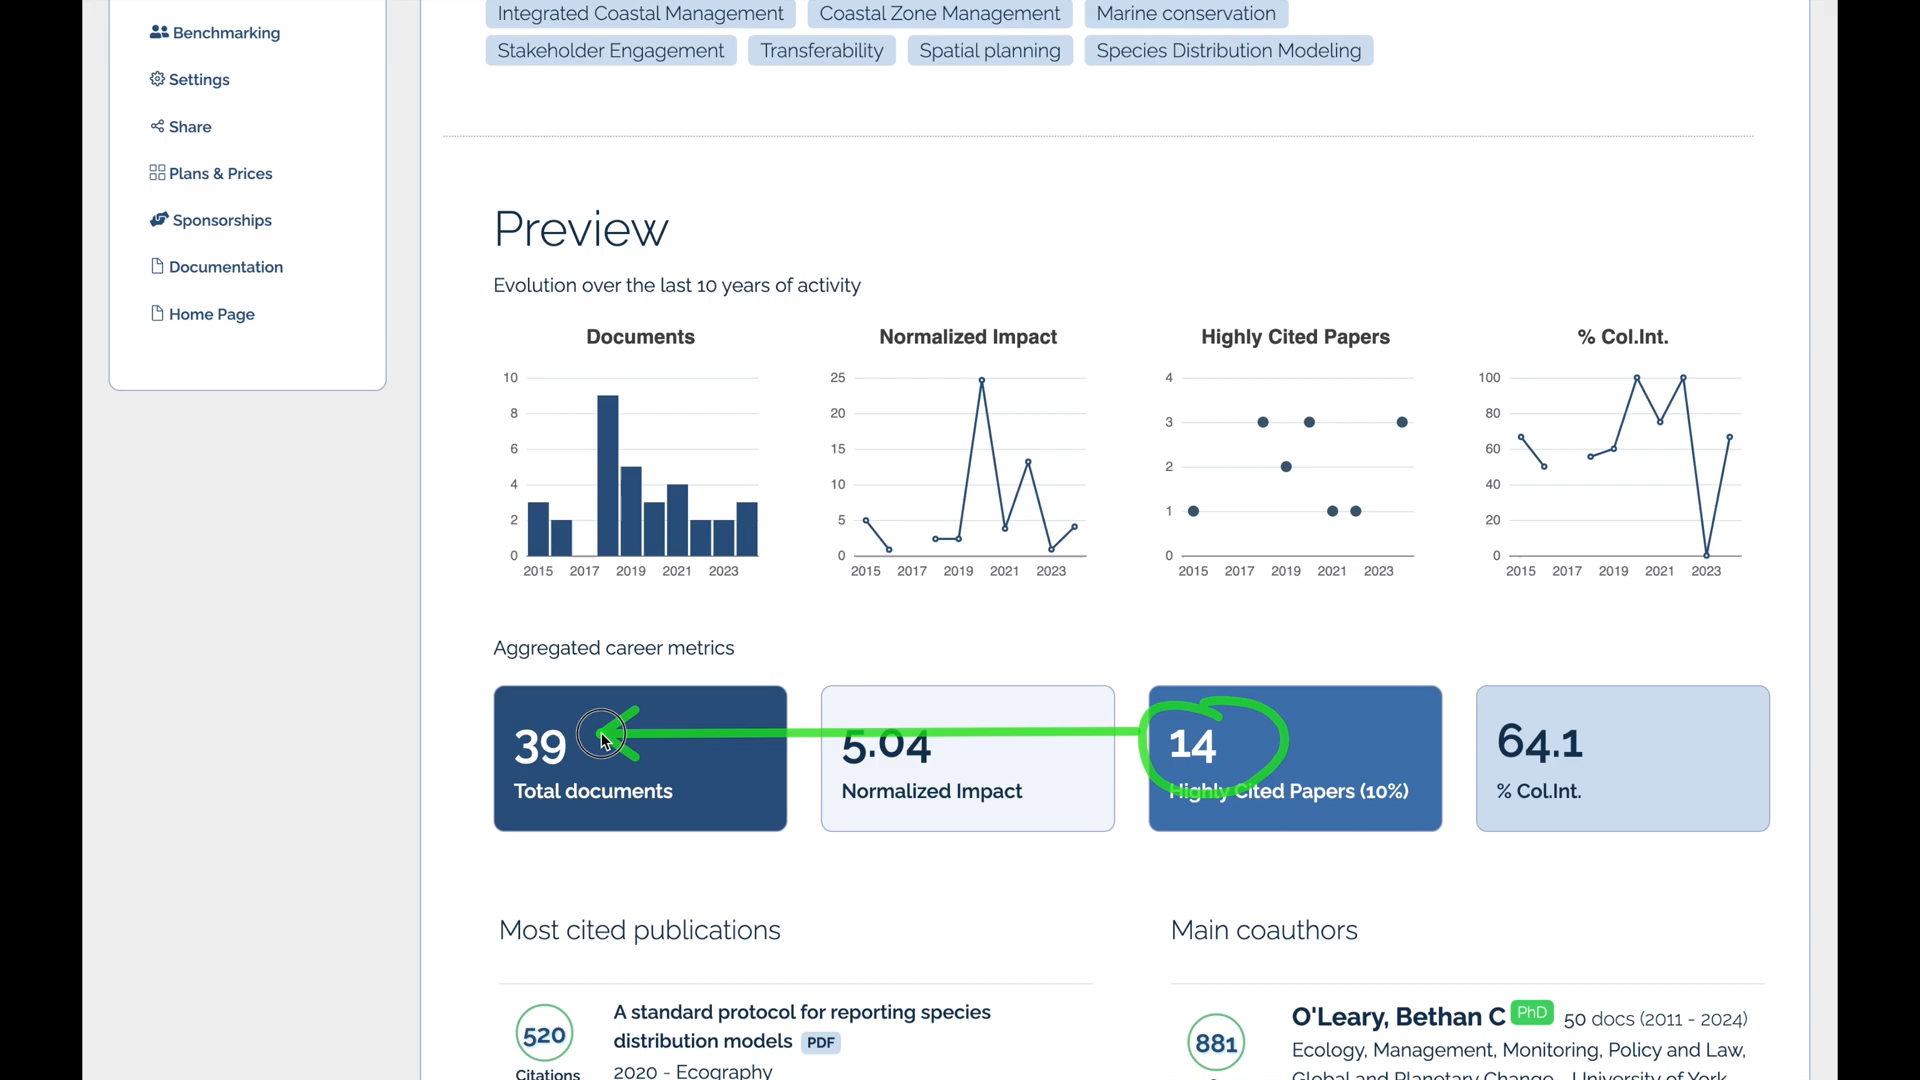 Benchmarking
Settings
Share
Plans & Prices
Sponsorships
Documentation
Home Page
Integrated Coastal Management Coastal Zone Management Marine conservation
Stakeholder Engagement Transferability Spatial planning Species Distribution Modeling
Preview
Evolution over the last 10 years of activity
Documents
10
8
6
4
2
0
2015 2017 2019 2021 2023
Normalized Impact
25
20
15
10
5
0
2015 2017 2019 2021 2023
Highly Cited Papers
4
3
2
1
0
2015 2017 2019 2021 2023
% Col.Int.
100
80
60
40
20
0
2015 2017 2019 2021 2023
Aggregated career metrics
39
Total documents
5.04
Normalized Impact
14
Highly Cited Papers (10%)
64.1
% Col.Int.
Most cited publications
520
Citations
A standard protocol for reporting species
distribution models PDF
2020 - Ecography
Main coauthors
881
O'Leary, Bethan C PhD 50 docs (2011 - 2024)
Ecology, Management, Monitoring, Policy and Law,
Global and Planetary Change - University of York